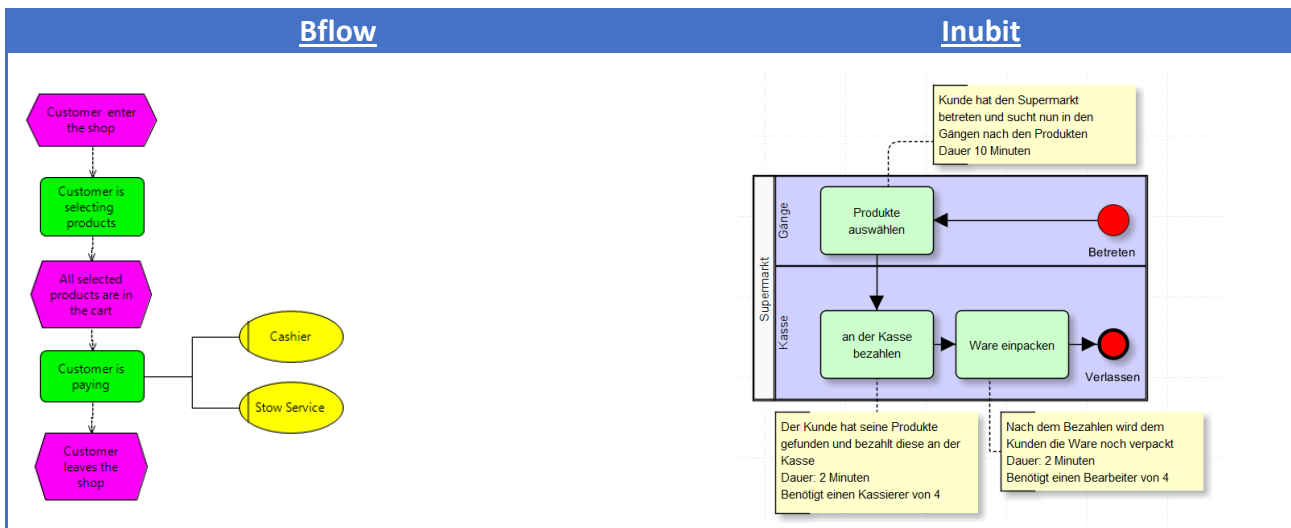 Bflow
Inubit
Customer  enter
the shop
Customer is
selecting
products
All selected
products are in
the cart
Customer is
paying
Cashier
Stow Service
Customer
leaves the
shop
Kunde hat den Supermarkt
betreten und sucht nun in den
Gängen nach den Produkten
Dauer 10 Minuten
Supermarkt
Gänge
Produkte
auswählen
Betreten
Kasse
an der Kasse
bezahlen
Ware einpacken
Verlassen
Der Kunde hat seine Produkte
gefunden und bezahlt diese an der
Kasse
Dauer: 2 Minuten
Benötigt einen Kassierer von 4
Nach dem Bezahlen wird dem
Kunden die Ware noch verpackt
Dauer: 2 Minuten
Benötigt einen Bearbeiter von 4